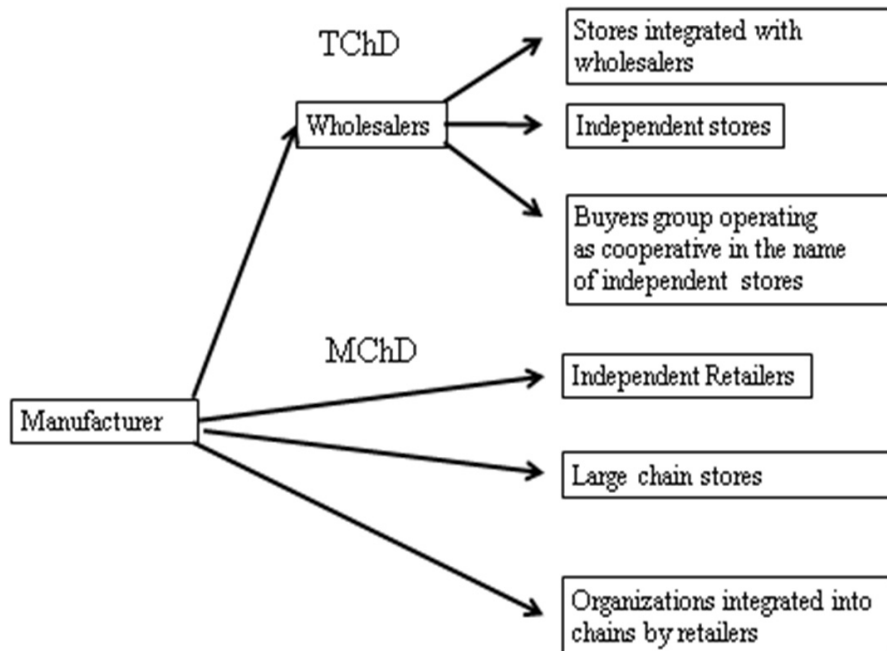 TChD
Stores integrated with
wholesalers
Wholesalers
Independent stores
Buyers group operating
as cooperative in the name
of independent stores
MChD
Independent Retailers
Manufacturer
Large chain stores
Organizations integrated into
chains by retailers